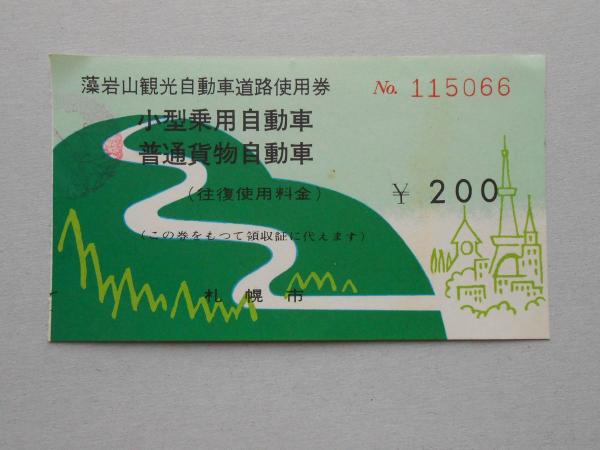 藻岩山観光自動車道路使用券 No. 115066
小型乗用自動車
普通貨物自動車
(往復使用料金) ¥ 200
(この券をもつて領収証に代えます)
札幌市